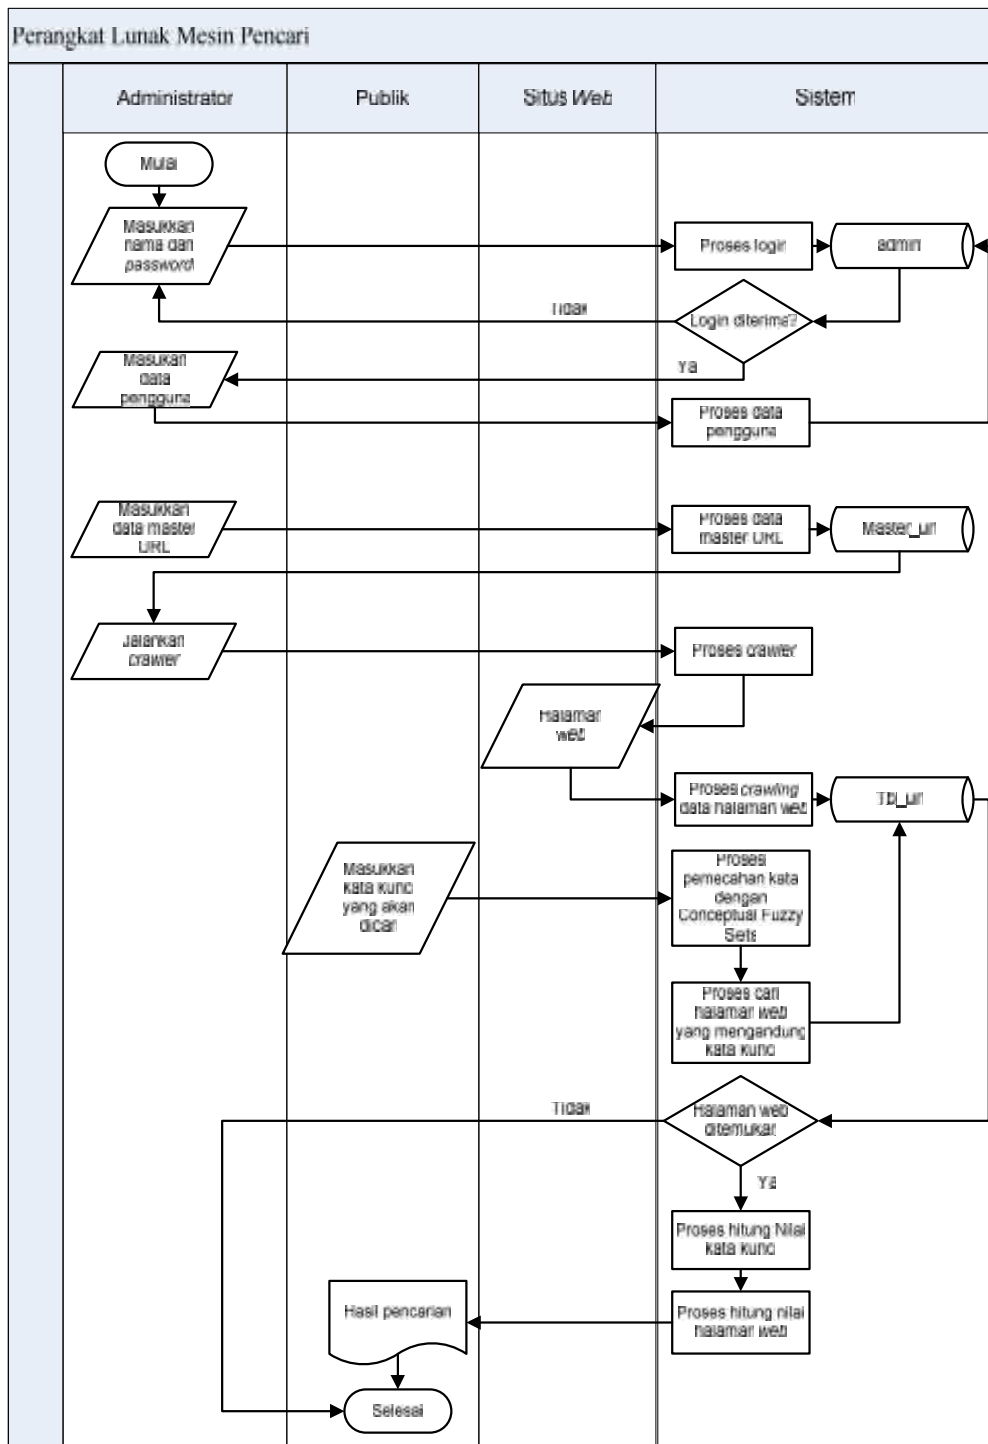 Perangkat Lunak Mesin Pencari
Administrator
Publik
Situs Web
Sistem
Mulai
Masukkan
nama dan
password
Proses login
admin
Tidak
Login diterima?
Ya
Masukan
data
pengguna
Proses data
pengguna
Masukkan
data master
URL
Proses data
master URL
Master_url
Jalankan
crawler
Proses crawler
Halaman
web
Proses crawling
data halaman web
Tbl_url
Masukkan
kata kunci
yang akan
dicari
Proses
pemecahan kata
dengan
Conceptual Fuzzy
Sets
Proses cari
halaman web
yang mengandung
kata kunci
Tidak
Halaman web
ditemukan
Ya
Proses hitung Nilai
kata kunci
Hasil pencarian
Proses hitung nilai
halaman web
Selesai